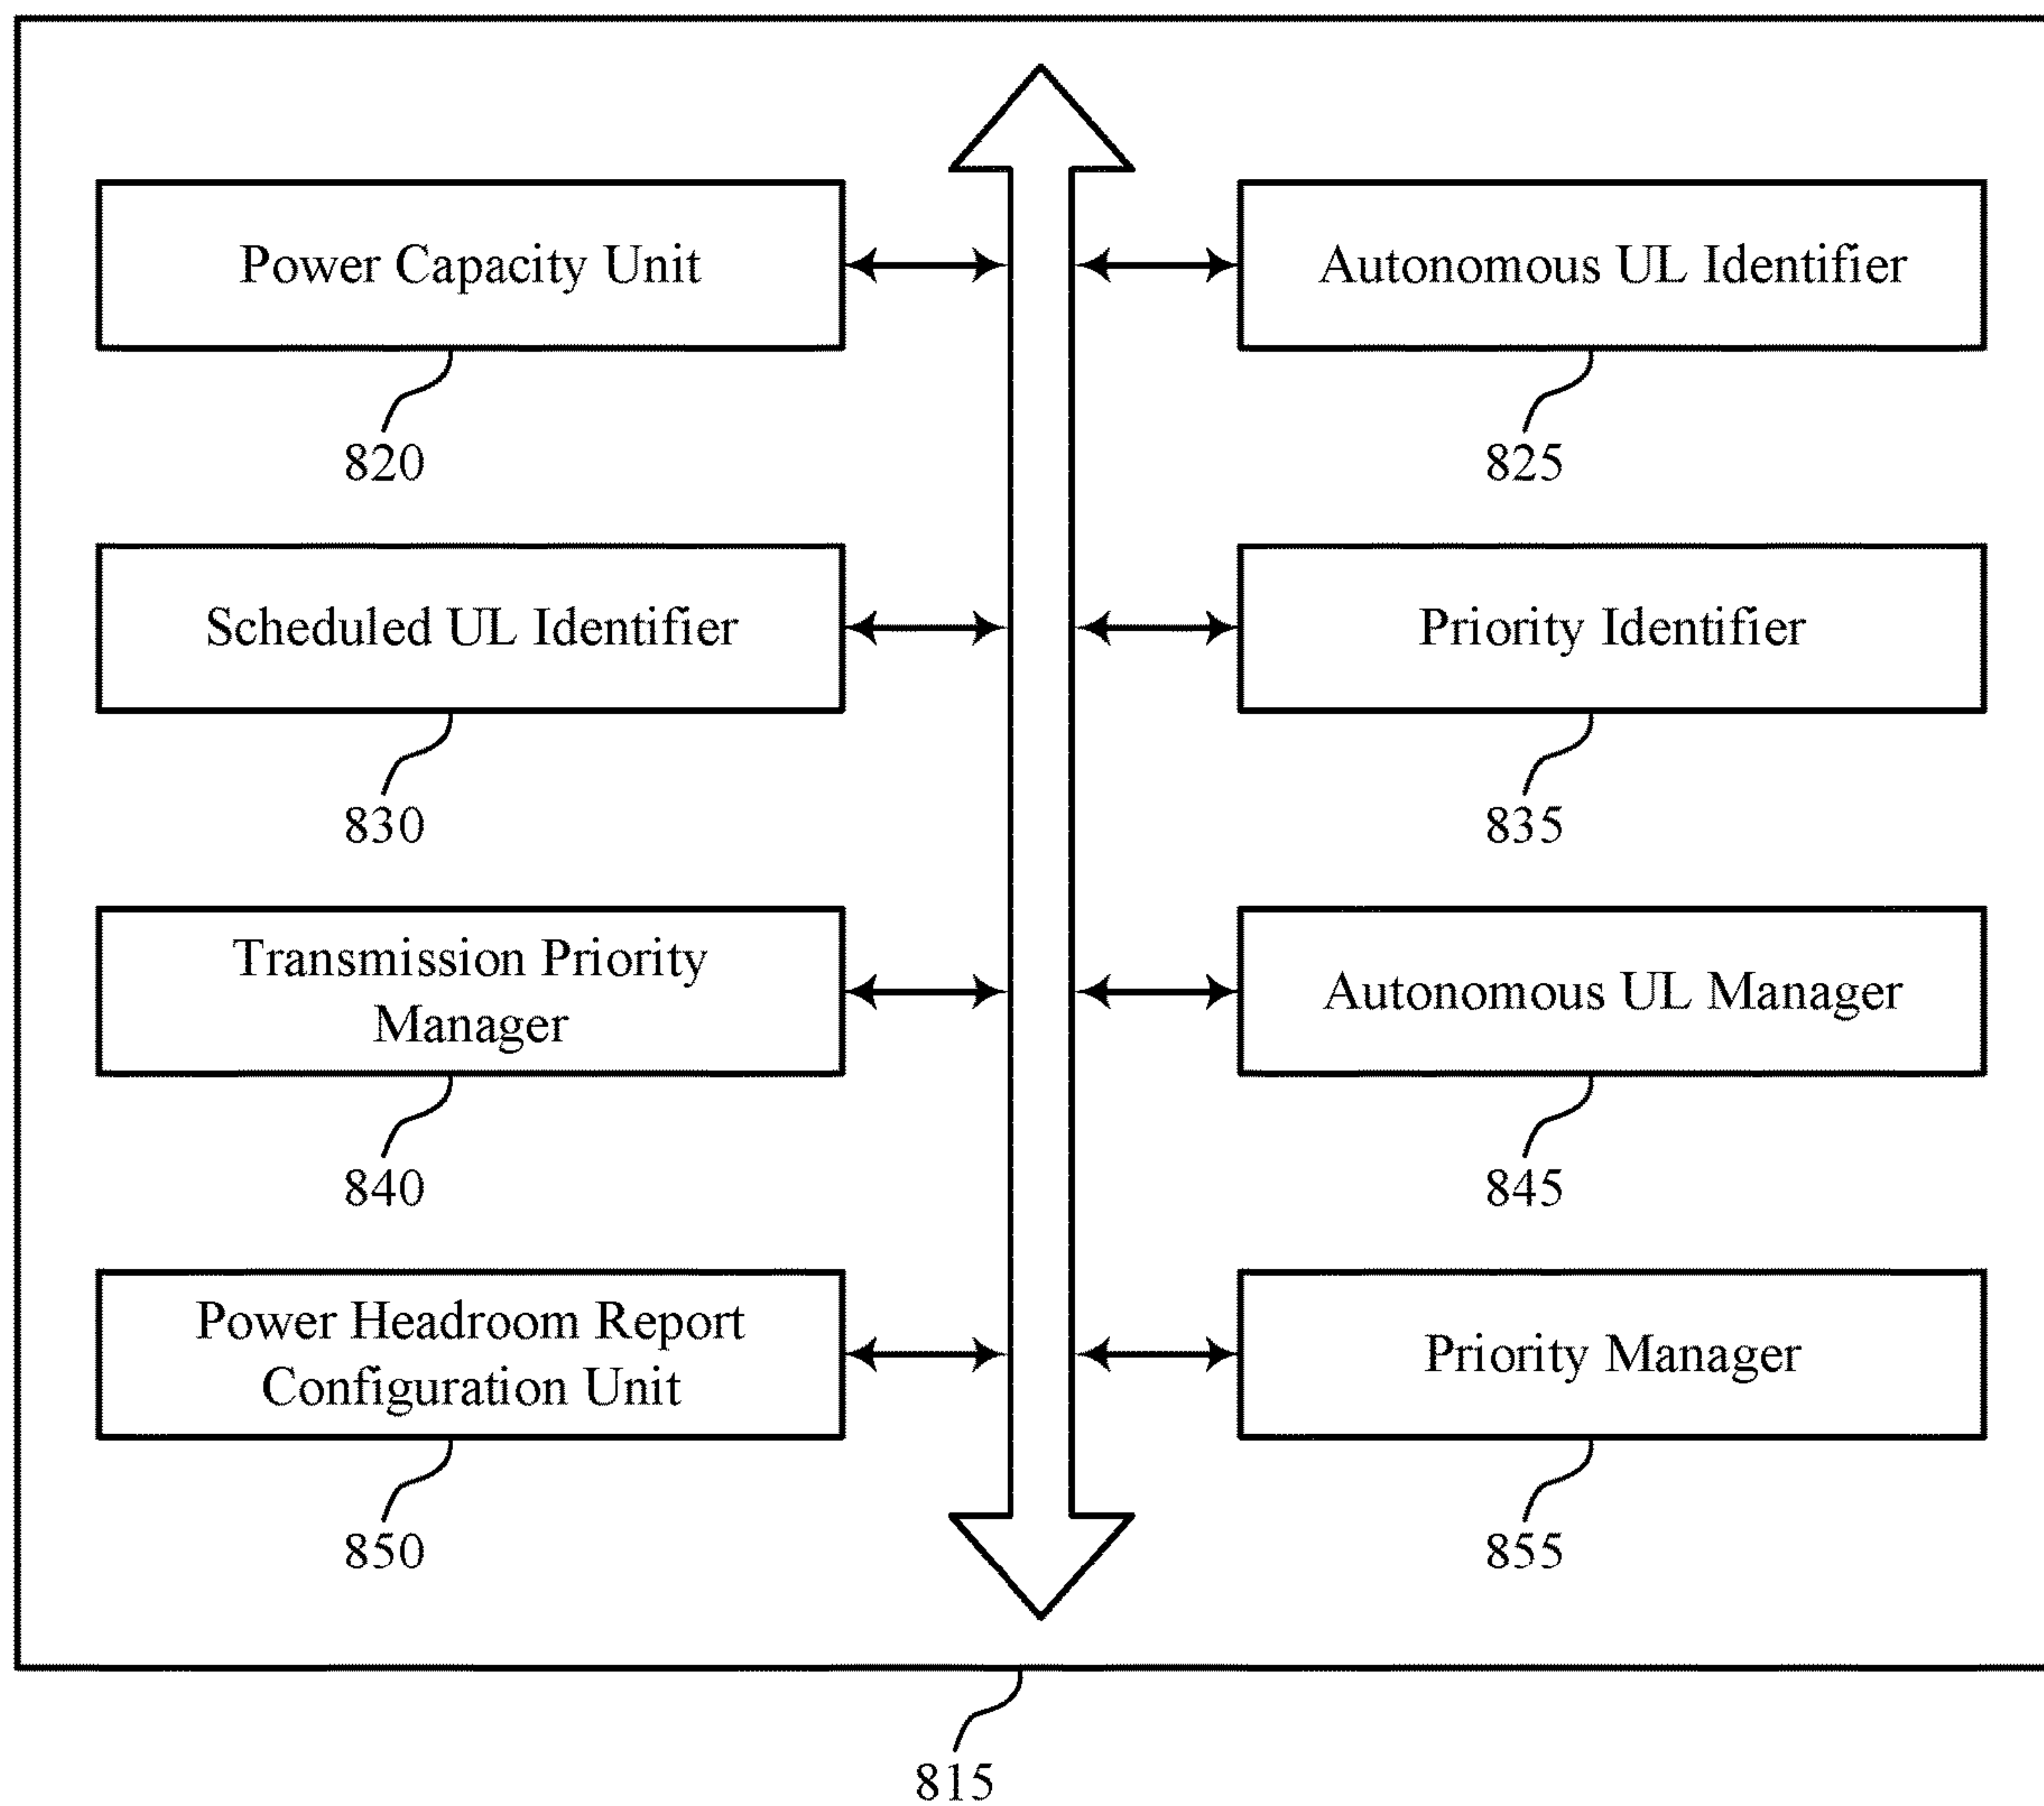 Power Capacity Unit
820
Autonomous UL Identifier
825
Scheduled UL Identifier
830
Priority Identifier
835
Transmission Priority
Manager
840
Autonomous UL Manager
845
Power Headroom Report
Configuration Unit
850
Priority Manager
855
815